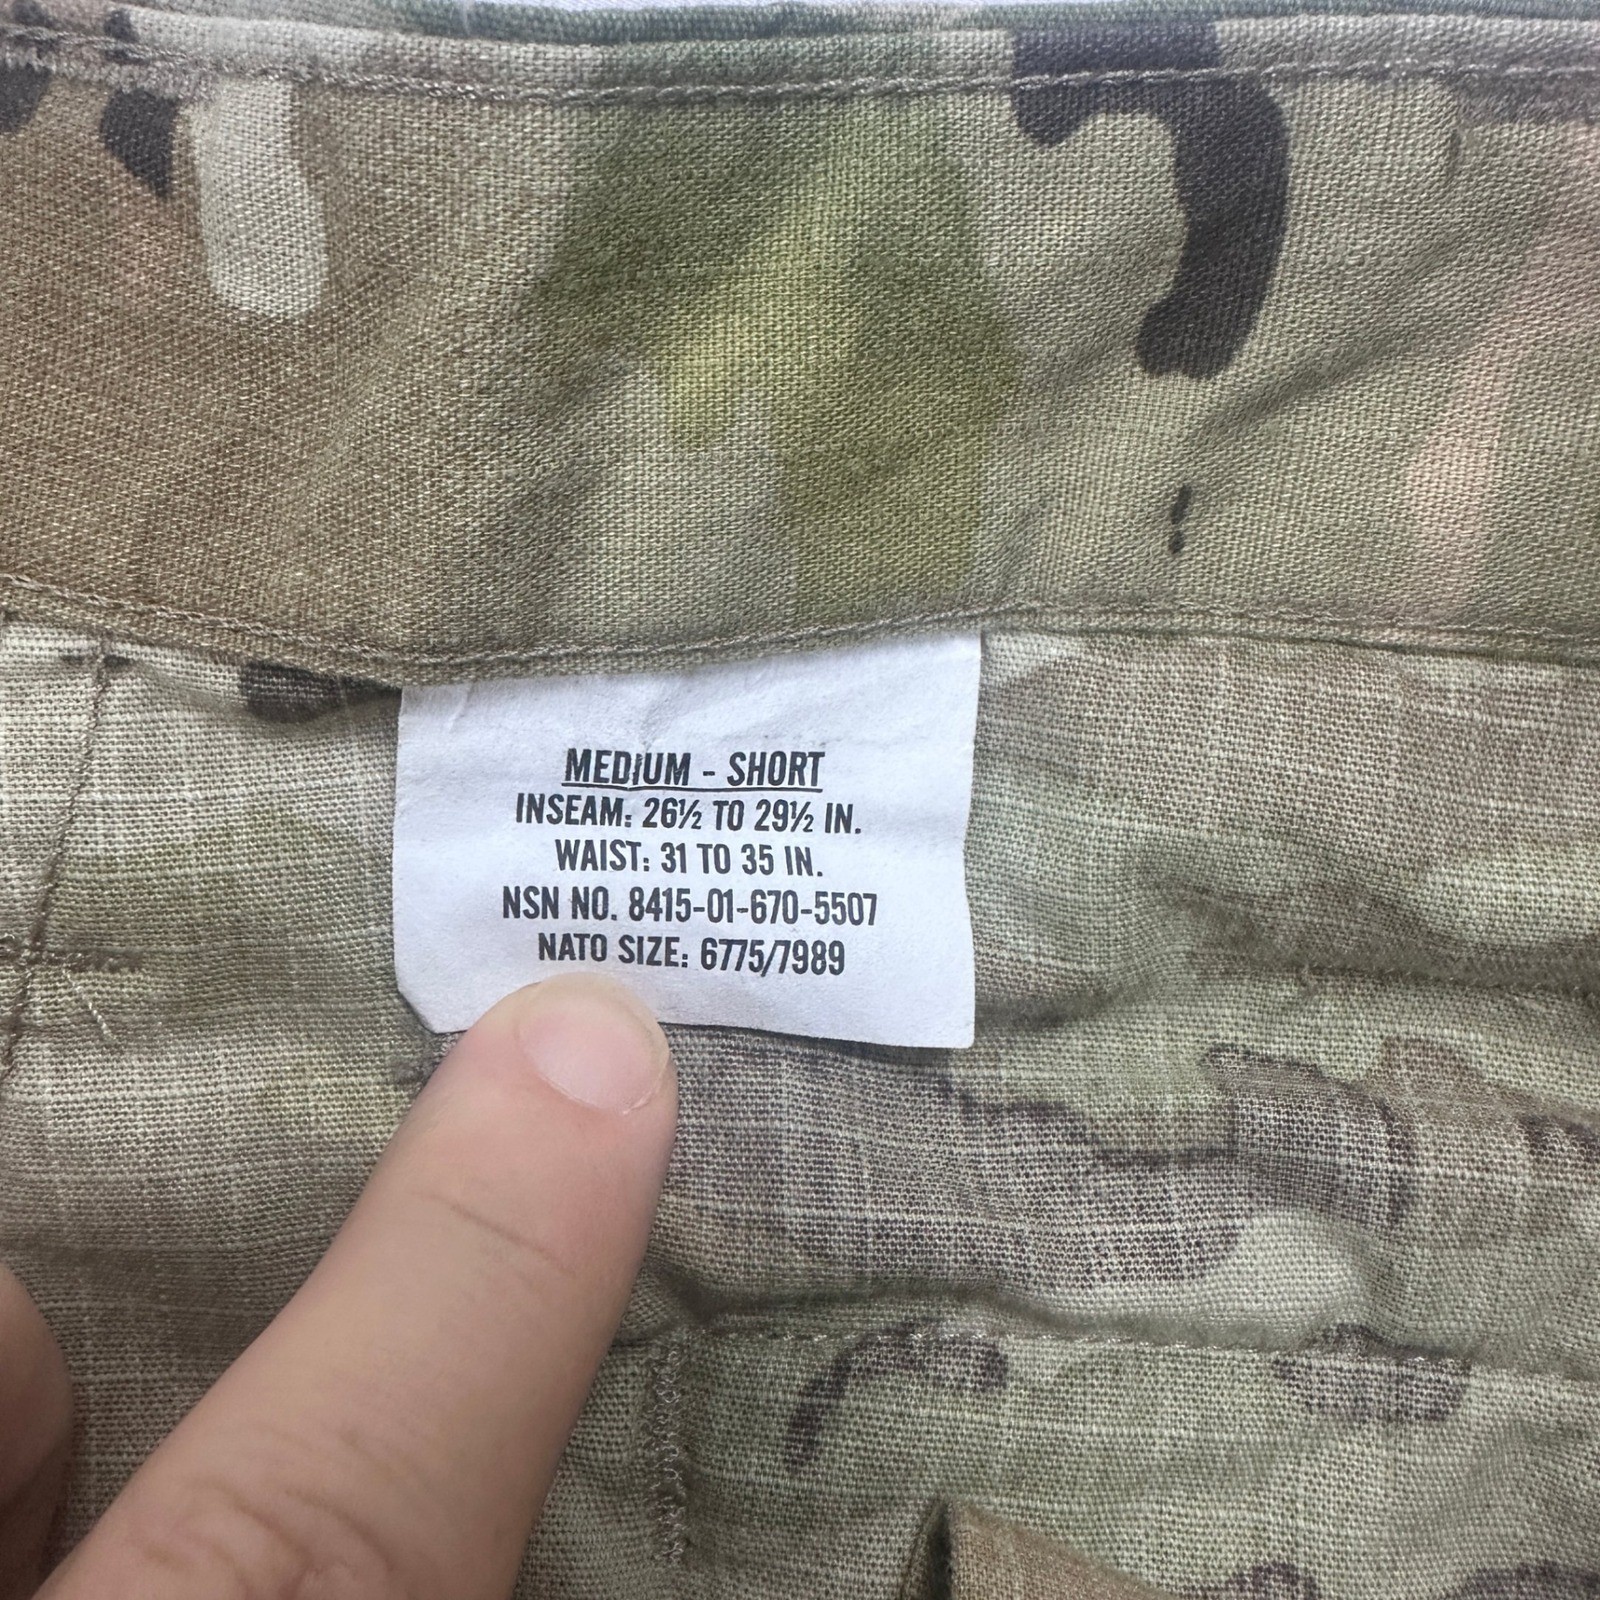 MEDIUM - SHORT
INSEAM: 26½ TO 29½ IN.
WAIST: 31 TO 35 IN.
NSN NO. 8415-01-670-5507
NATO SIZE: 6775/7989